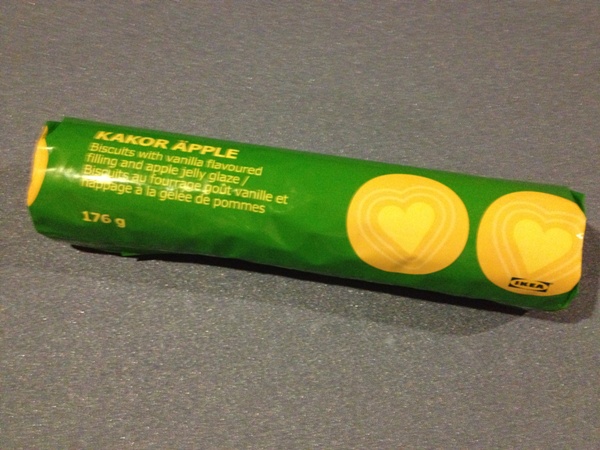 KAKOR ÄPPLE
Biscuits with vanilla flavoured
filling and apple jelly glaze /
Biscuits au fourrage goût vanille et
nappage à la gelée de pommes
176 g
IKEA